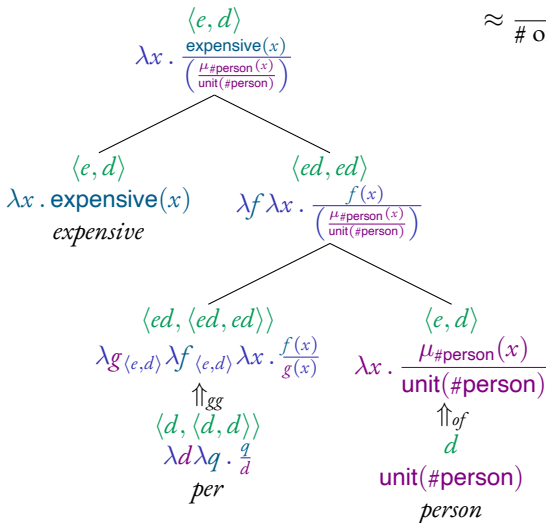 ⟨e, d⟩
λx . expensive(x) / ( μ#person(x) / unit(#person) )
≈ / # o
⟨e, d⟩ ⟨ed, ed⟩
λx . expensive(x) λf λx . f(x) / ( μ#person(x) / unit(#person) )
expensive
⟨ed, ⟨ed, ed⟩⟩ ⟨e, d⟩
λg⟨e,d⟩ λf⟨e,d⟩ λx . f(x) / g(x) λx . μ#person(x) / unit(#person)
⇑gg ⇑of
⟨d, ⟨d, d⟩⟩ d
λdλq . q / d unit(#person)
per person